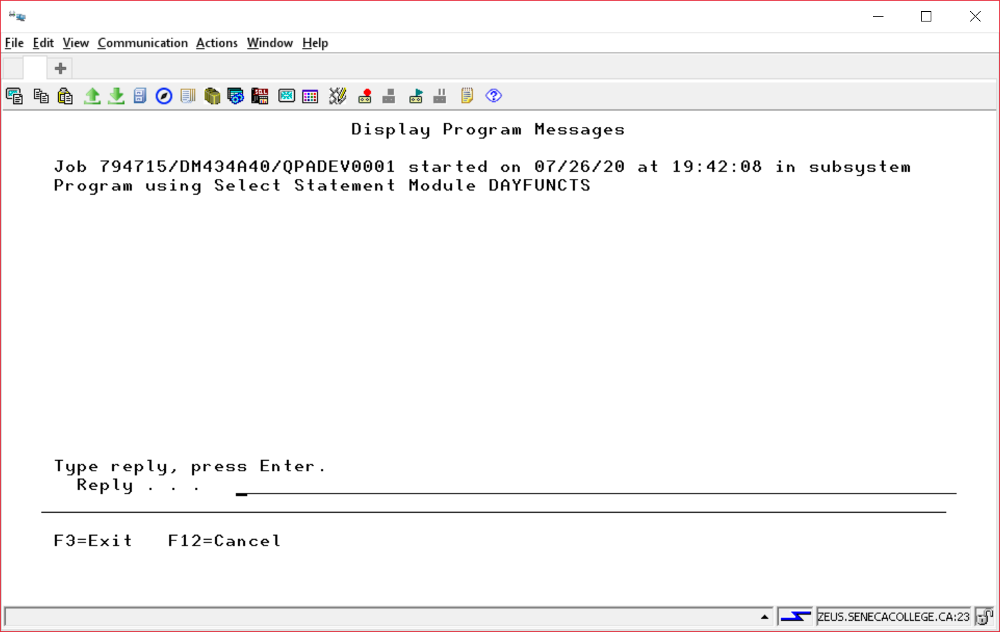 File Edit View Communication Actions Window Help
Display Program Messages
Job 794715/DM434A40/QPADEV0001 started on 07/26/20 at 19:42:08 in subsystem
Program using Select Statement Module DAYFUNCTS
Type reply, press Enter.
Reply . . .
F3=Exit F12=Cancel
ZEUS.SENECACOLLEGE.CA:23